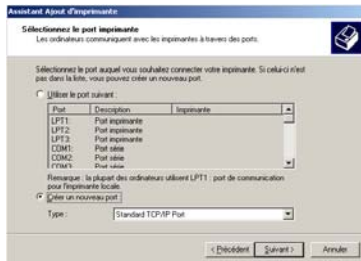 Assistant Ajout d'imprimante
Sélectionnez le port imprimante
Les ordinateurs communiquent avec les imprimantes à travers des ports.
Sélectionnez le port auquel vous souhaitez connecter votre imprimante. Si celui-ci n'est
pas dans la liste, vous pouvez créer un nouveau port.
Utiliser le port suivant :
Port Description Imprimante
LPT1: Port imprimante
LPT2: Port imprimante
LPT3: Port imprimante
COM1: Port série
COM2: Port série
COM3: Port série
Remarque : la plupart des ordinateurs utilisent LPT1 : port de communication
pour l'imprimante locale.
Créer un nouveau port :
Type : Standard TCP/IP Port
< Précédent Suivant > Annuler